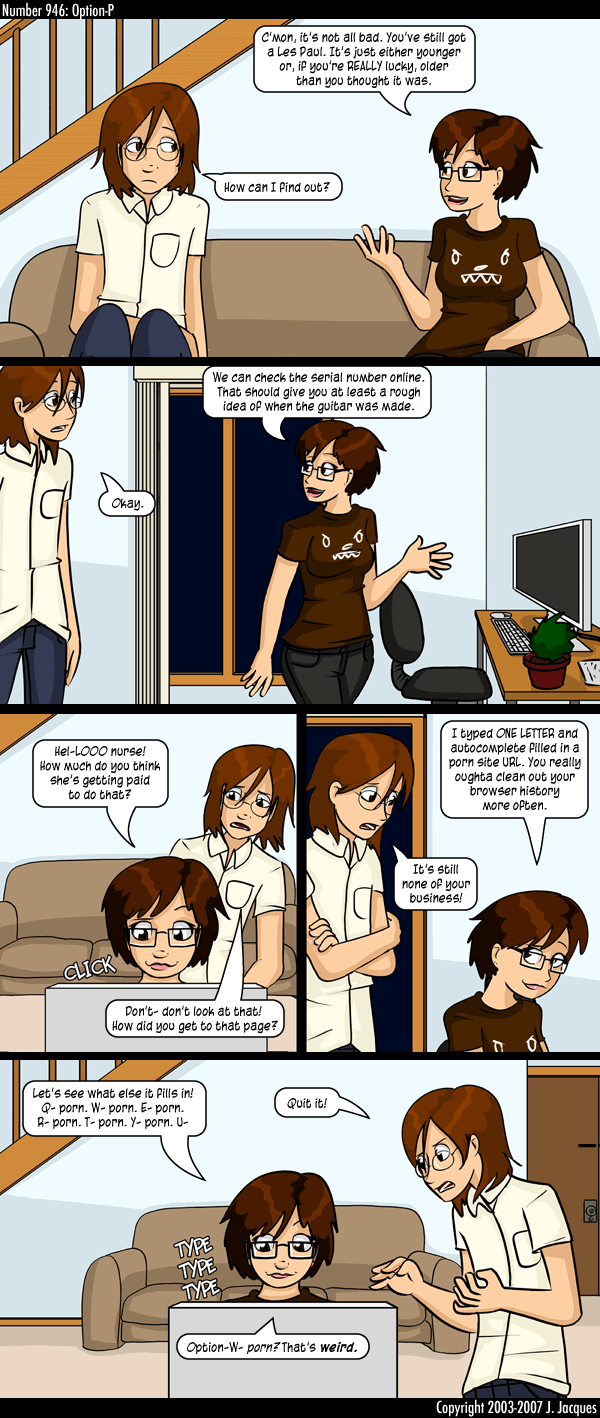 Number 946: Option-P
C'mon, it's not all bad. You've still got
a Les Paul. It's just either younger
or, if you're REALLY lucky, older
than you thought it was.
How can I find out?
We can check the serial number online.
That should give you at least a rough
idea of when the guitar was made.
Okay.
Hel-LOOO nurse!
How much do you think
she's getting paid
to do that?
CLICK
Don't- don't look at that!
How did you get to that page?
I typed ONE LETTER and
autocomplete filled in a
porn site URL. You really
oughta clean out your
browser history
more often.
It's still
none of your
business!
Let's see what else it fills in!
Q- porn. W- porn. E- porn.
R- porn. T- porn. Y- porn. U-
Quit it!
TYPE
TYPE
TYPE
Option-W- porn? That's weird.
Copyright 2003-2007 J. Jacques